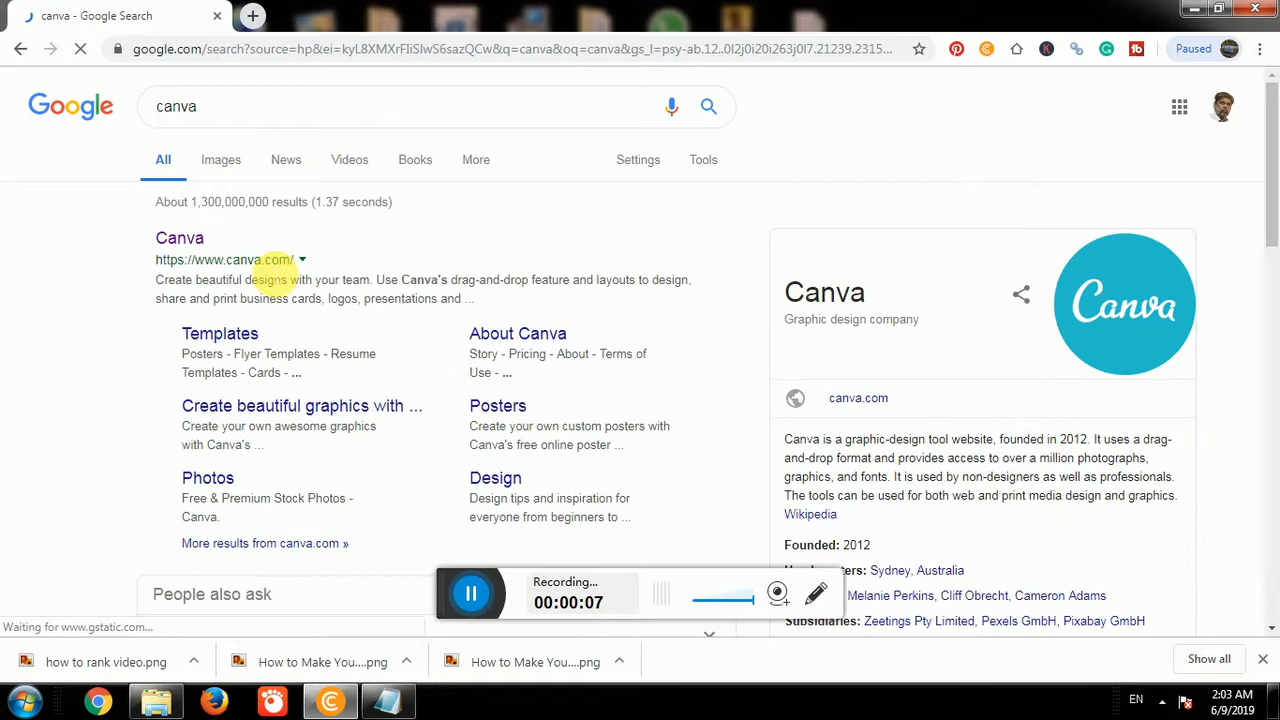 canva - Google Search
google.com/search?source=hp&ei=kyL8XMXrFIiSlwS6sazQCw&q=canva&oq=canva&gs_l=psy-ab.12..0l2j0i20i263j0l7.21239.2315...
Paused
Google
canva
All
Images
News
Videos
Books
More
Settings
Tools
About 1,300,000,000 results (1.37 seconds)
Canva
https://www.canva.com/
Create beautiful designs with your team. Use Canva's drag-and-drop feature and layouts to design,
share and print business cards, logos, presentations and ...
Templates
Posters - Flyer Templates - Resume
Templates - Cards - ...
About Canva
Story - Pricing - About - Terms of
Use - ...
Create beautiful graphics with ...
Create your own awesome graphics
with Canva's ...
Posters
Create your own custom posters with
Canva's free online poster ...
Photos
Free & Premium Stock Photos -
Canva.
Design
Design tips and inspiration for
everyone from beginners to ...
More results from canva.com »
People also ask
Canva
Graphic design company
Canva
canva.com
Canva is a graphic-design tool website, founded in 2012. It uses a drag-
and-drop format and provides access to over a million photographs,
graphics, and fonts. It is used by non-designers as well as professionals.
The tools can be used for both web and print media design and graphics.
Wikipedia
Founded: 2012
Sydney, Australia
Melanie Perkins, Cliff Obrecht, Cameron Adams
Subsidiaries: Zeetings Pty Limited, Pexels GmbH, Pixabay GmbH
Recording...
00:00:07
Waiting for www.gstatic.com...
how to rank video.png
How to Make You....png
How to Make You....png
Show all
EN
2:03 AM
6/9/2019